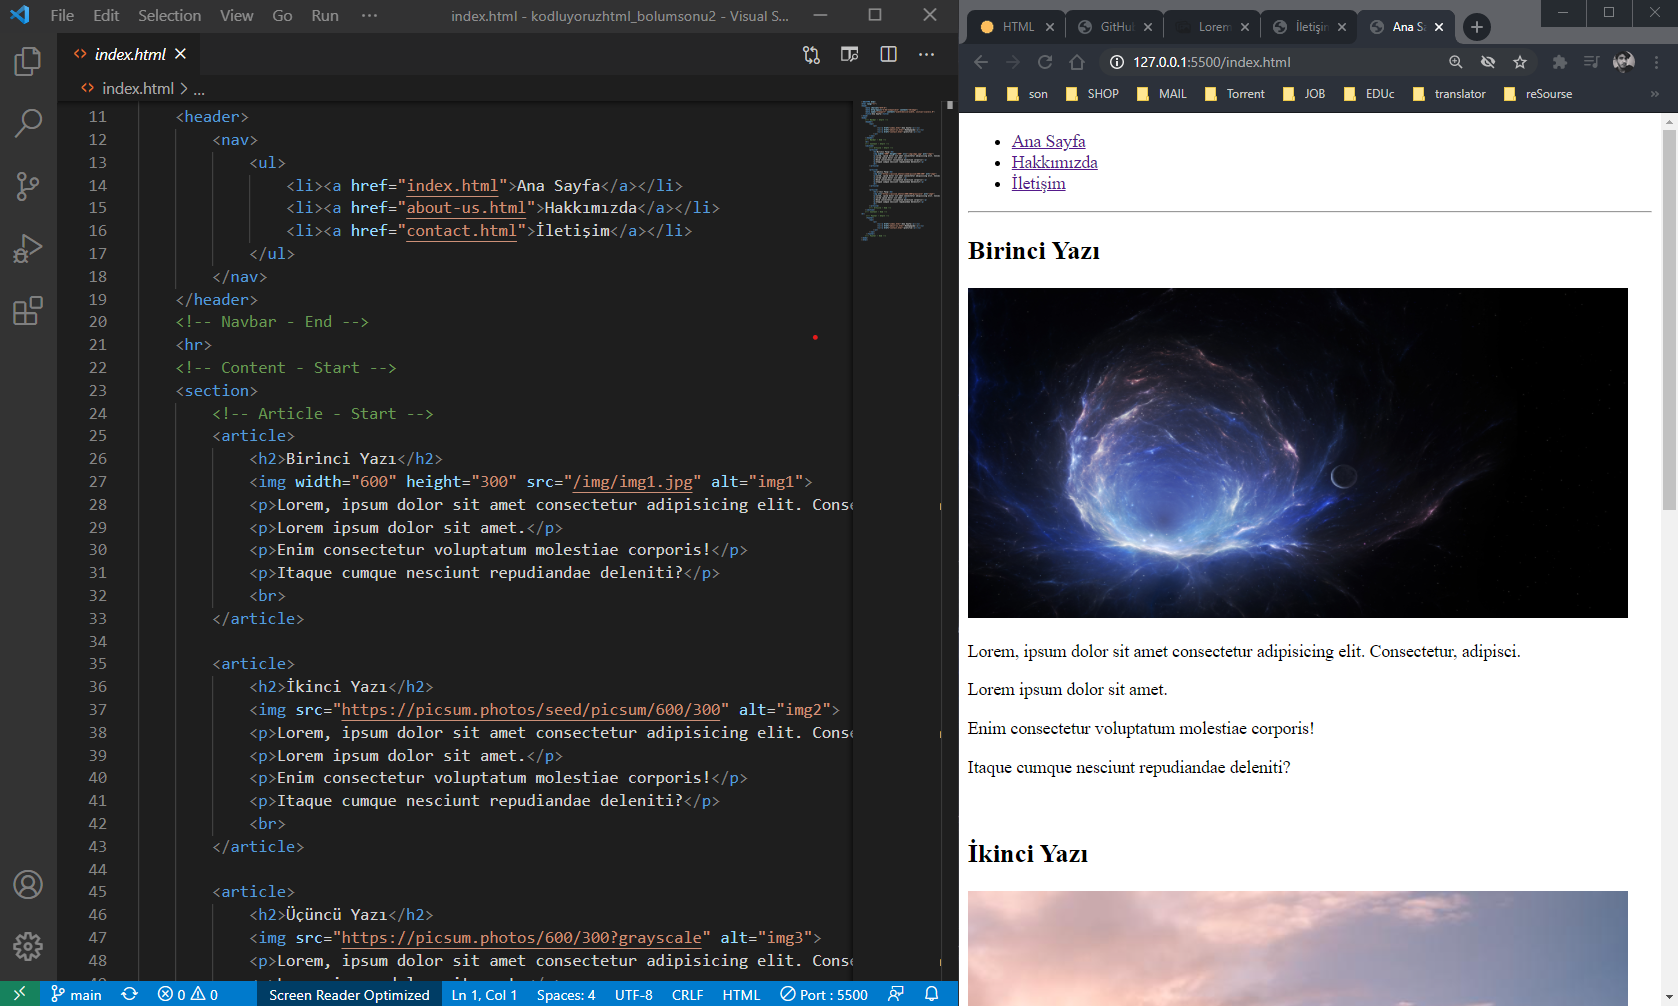 File Edit Selection View Go Run ··· index.html - kodluyoruzhtml_bolumsonu2 - Visual S...
index.html
index.html > ...
11 <header>
12 <nav>
13 <ul>
14 <li><a href="index.html">Ana Sayfa</a></li>
15 <li><a href="about-us.html">Hakkımızda</a></li>
16 <li><a href="contact.html">İletişim</a></li>
17 </ul>
18 </nav>
19 </header>
20 <!-- Navbar - End -->
21 <hr>
22 <!-- Content - Start -->
23 <section>
24 <!-- Article - Start -->
25 <article>
26 <h2>Birinci Yazı</h2>
27 <img width="600" height="300" src="/img/img1.jpg" alt="img1">
28 <p>Lorem, ipsum dolor sit amet consectetur adipisicing elit. Conse
29 <p>Lorem ipsum dolor sit amet.</p>
30 <p>Enim consectetur voluptatum molestiae corporis!</p>
31 <p>Itaque cumque nesciunt repudiandae deleniti?</p>
32 <br>
33 </article>
34
35 <article>
36 <h2>İkinci Yazı</h2>
37 <img src="https://picsum.photos/seed/picsum/600/300" alt="img2">
38 <p>Lorem, ipsum dolor sit amet consectetur adipisicing elit. Conse
39 <p>Lorem ipsum dolor sit amet.</p>
40 <p>Enim consectetur voluptatum molestiae corporis!</p>
41 <p>Itaque cumque nesciunt repudiandae deleniti?</p>
42 <br>
43 </article>
44
45 <article>
46 <h2>Üçüncü Yazı</h2>
47 <img src="https://picsum.photos/600/300?grayscale" alt="img3">
48 <p>Lorem, ipsum dolor sit amet consectetur adipisicing elit. Conse
main 0 0 Screen Reader Optimized Ln 1, Col 1 Spaces: 4 UTF-8 CRLF HTML Port : 5500
HTML GitHu Lorem İletişi Ana S
127.0.0.1:5500/index.html
son SHOP MAIL Torrent JOB EDUc translator reSourse »
Ana Sayfa
Hakkımızda
İletişim
Birinci Yazı
Lorem, ipsum dolor sit amet consectetur adipisicing elit. Consectetur, adipisci.
Lorem ipsum dolor sit amet.
Enim consectetur voluptatum molestiae corporis!
Itaque cumque nesciunt repudiandae deleniti?
İkinci Yazı